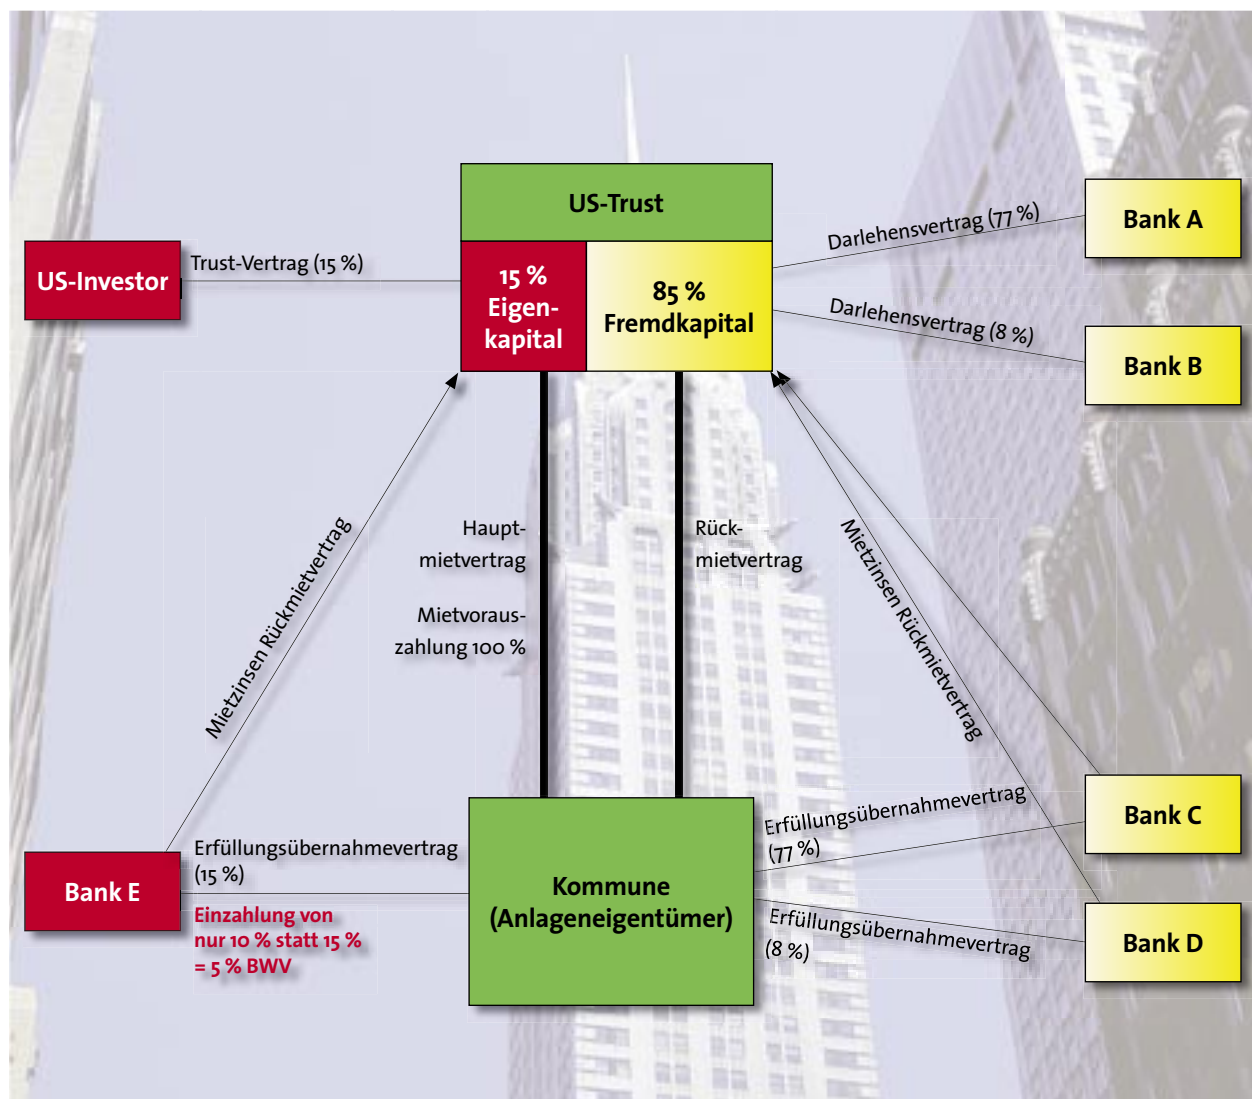 US-Trust
15 %
Eigen-
kapital
85 %
Fremdkapital
US-Investor
Trust-Vertrag (15 %)
Darlehensvertrag (77 %)
Bank A
Darlehensvertrag (8 %)
Bank B
Mietzinsen Rückmietvertrag
Haupt-
mietvertrag
Mietvoraus-
zahlung 100 %
Rück-
mietvertrag
Mietzinsen Rückmietvertrag
Bank E
Erfüllungsübernahmevertrag
(15 %)
Einzahlung von
nur 10 % statt 15 %
= 5 % BWV
Kommune
(Anlageneigentümer)
Erfüllungsübernahmevertrag
(77 %)
Bank C
Erfüllungsübernahmevertrag
(8 %)
Bank D